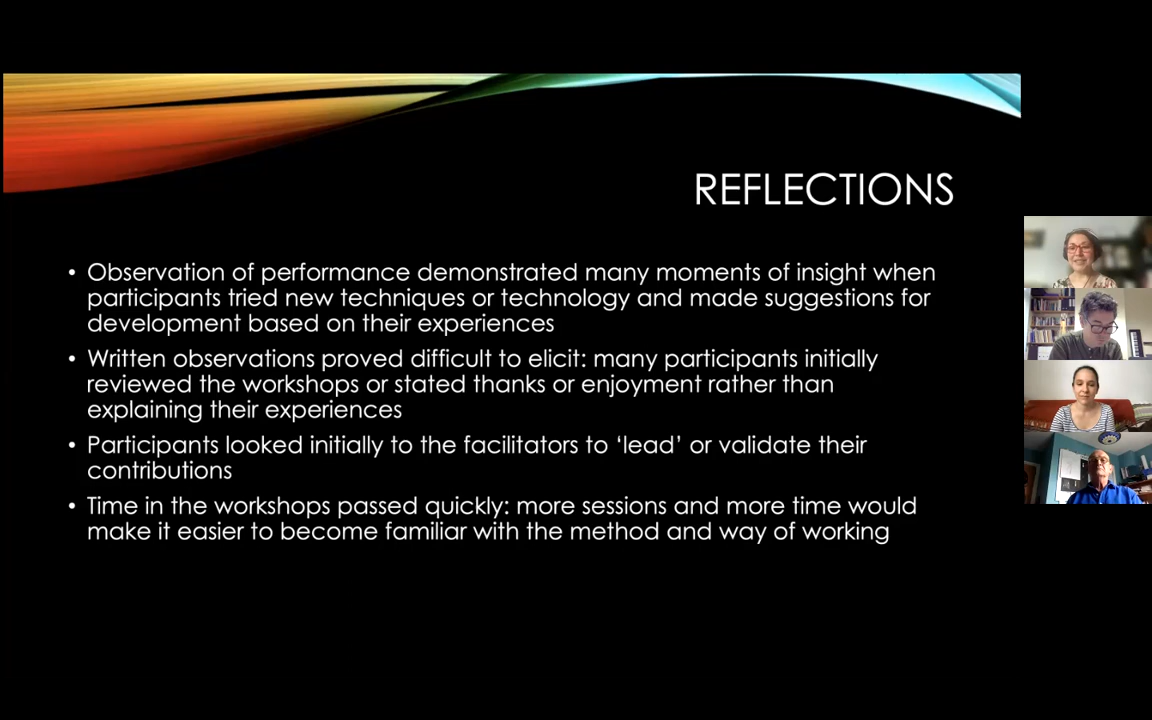 REFLECTIONS
• Observation of performance demonstrated many moments of insight when
participants tried new techniques or technology and made suggestions for
development based on their experiences
• Written observations proved difficult to elicit: many participants initially
reviewed the workshops or stated thanks or enjoyment rather than
explaining their experiences
• Participants looked initially to the facilitators to ‘lead’ or validate their
contributions
• Time in the workshops passed quickly: more sessions and more time would
make it easier to become familiar with the method and way of working